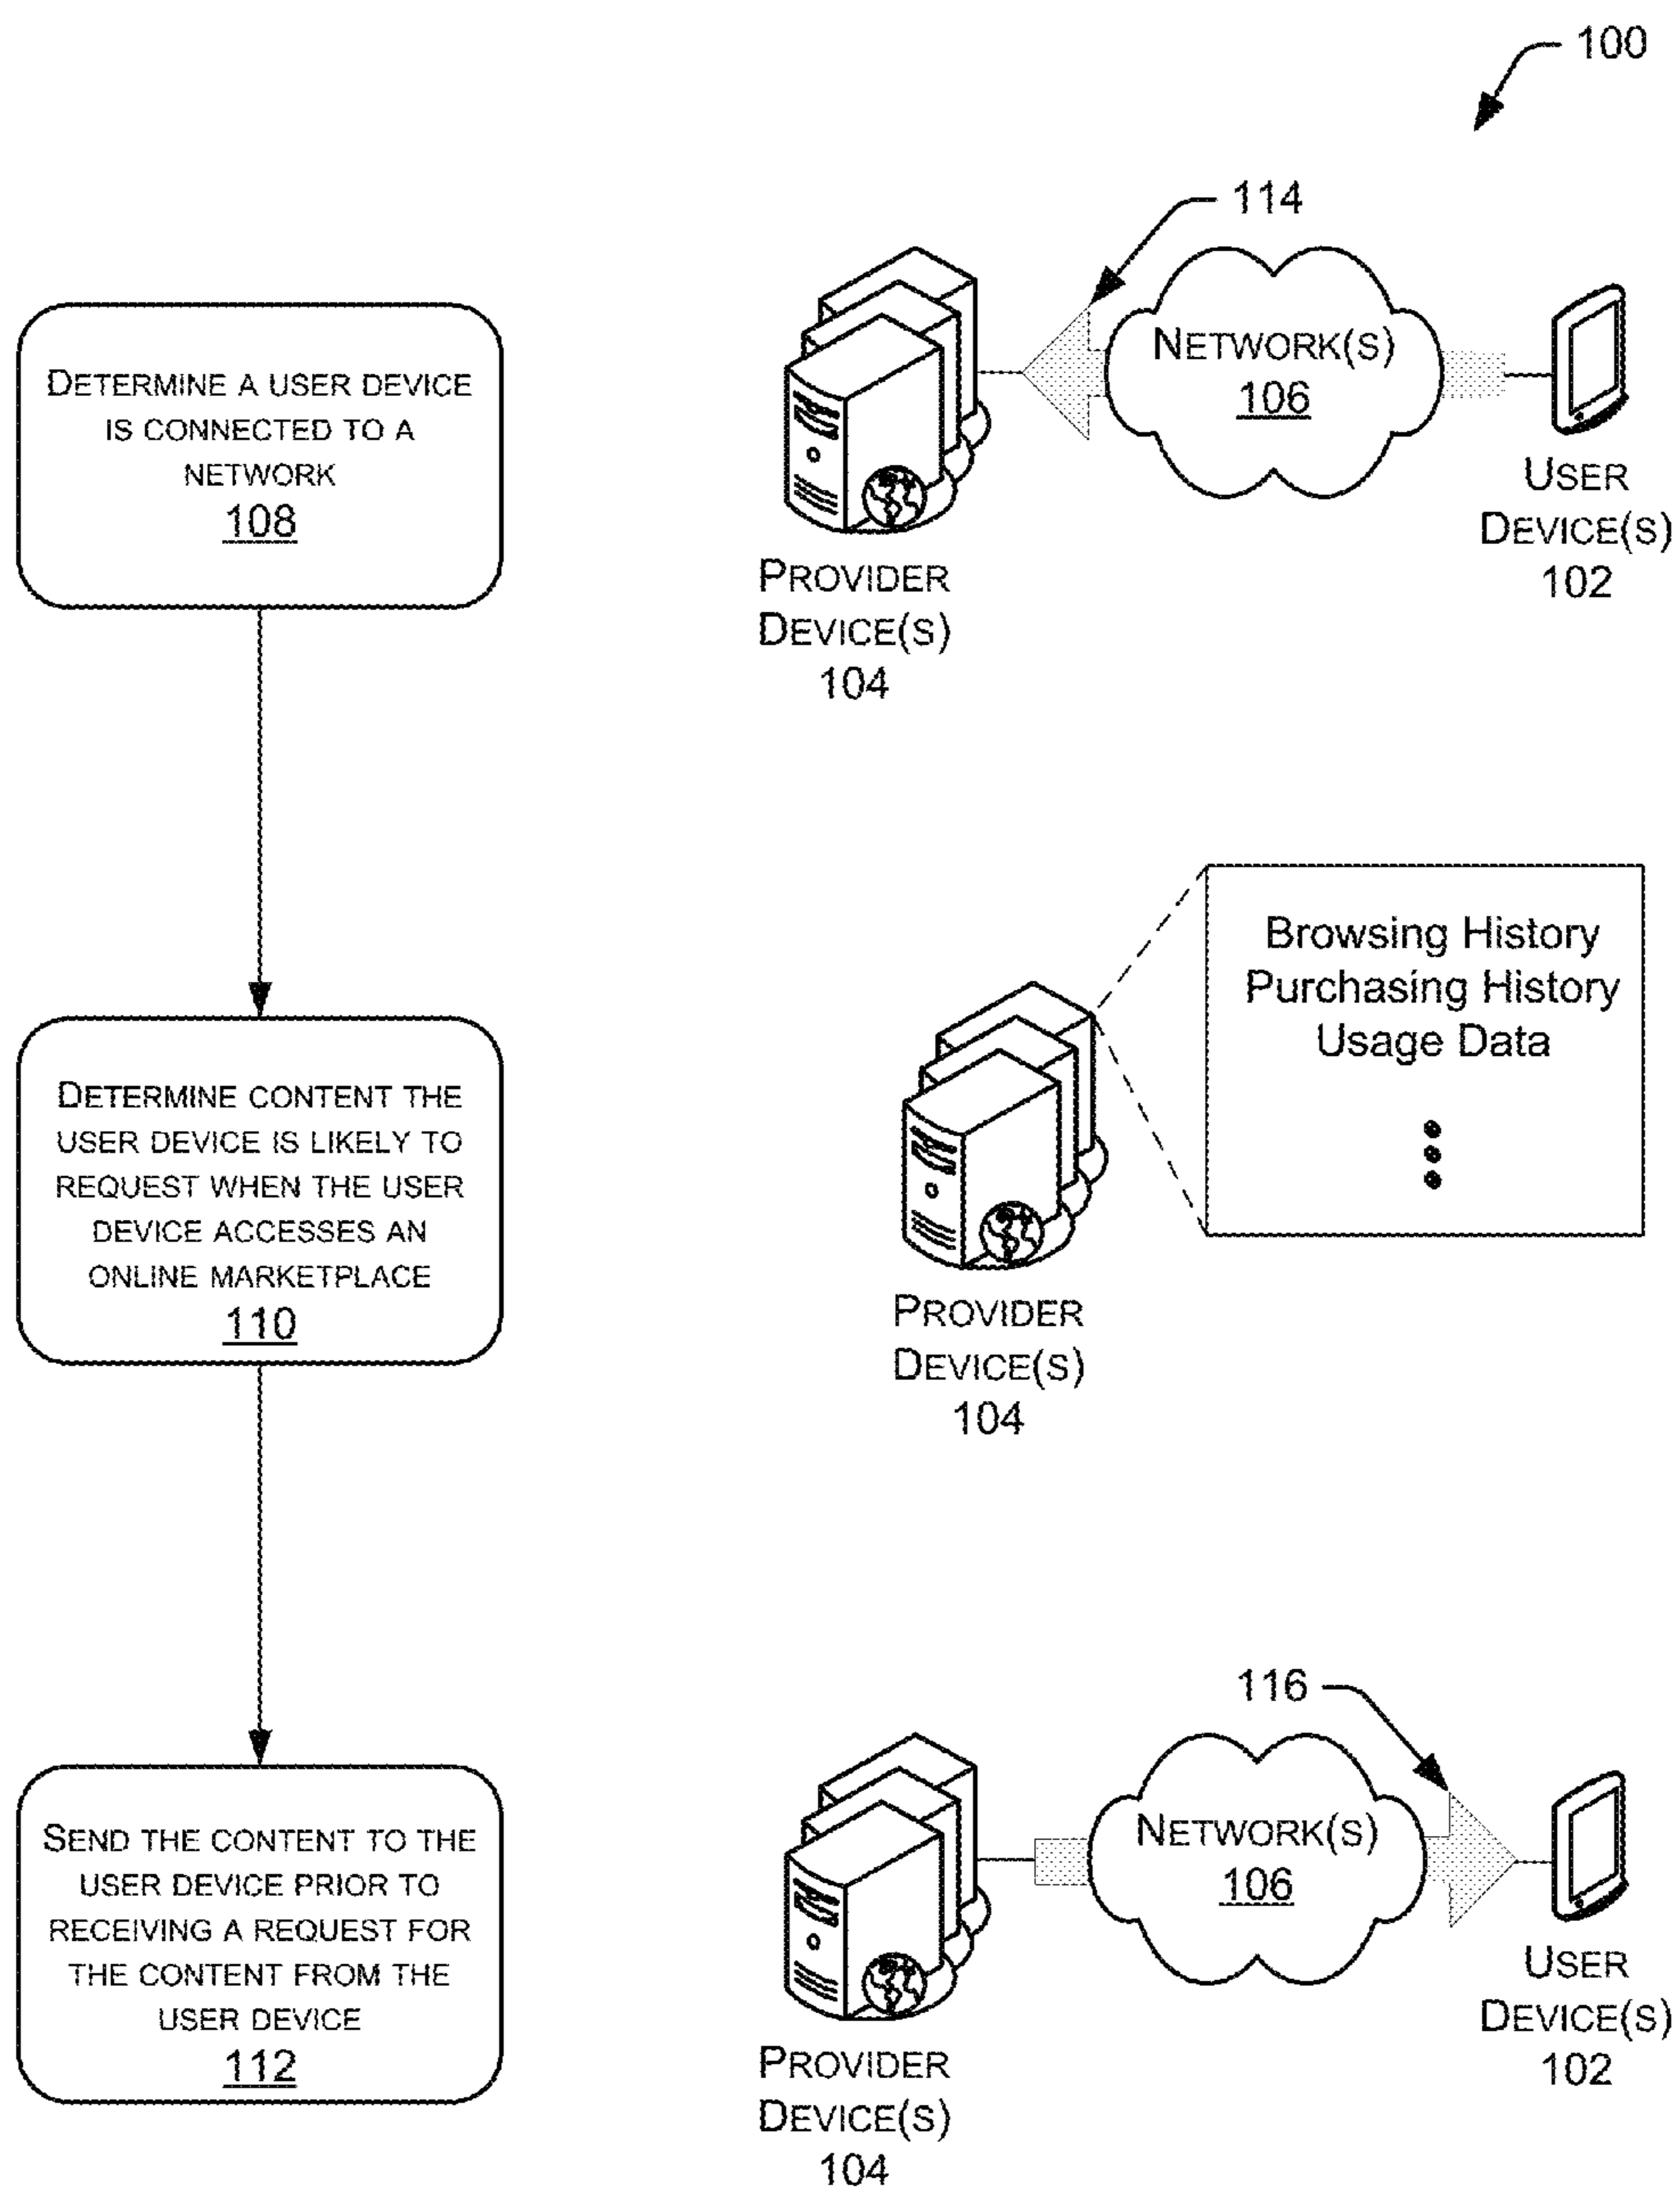 100
114
DETERMINE A USER DEVICE
IS CONNECTED TO A
NETWORK
108
NETWORK(S)
106
USER
DEVICE(S)
102
PROVIDER
DEVICE(S)
104
DETERMINE CONTENT THE
USER DEVICE IS LIKELY TO
REQUEST WHEN THE USER
DEVICE ACCESSES AN
ONLINE MARKETPLACE
110
Browsing History
Purchasing History
Usage Data
PROVIDER
DEVICE(S)
104
116
SEND THE CONTENT TO THE
USER DEVICE PRIOR TO
RECEIVING A REQUEST FOR
THE CONTENT FROM THE
USER DEVICE
112
NETWORK(S)
106
USER
DEVICE(S)
102
PROVIDER
DEVICE(S)
104